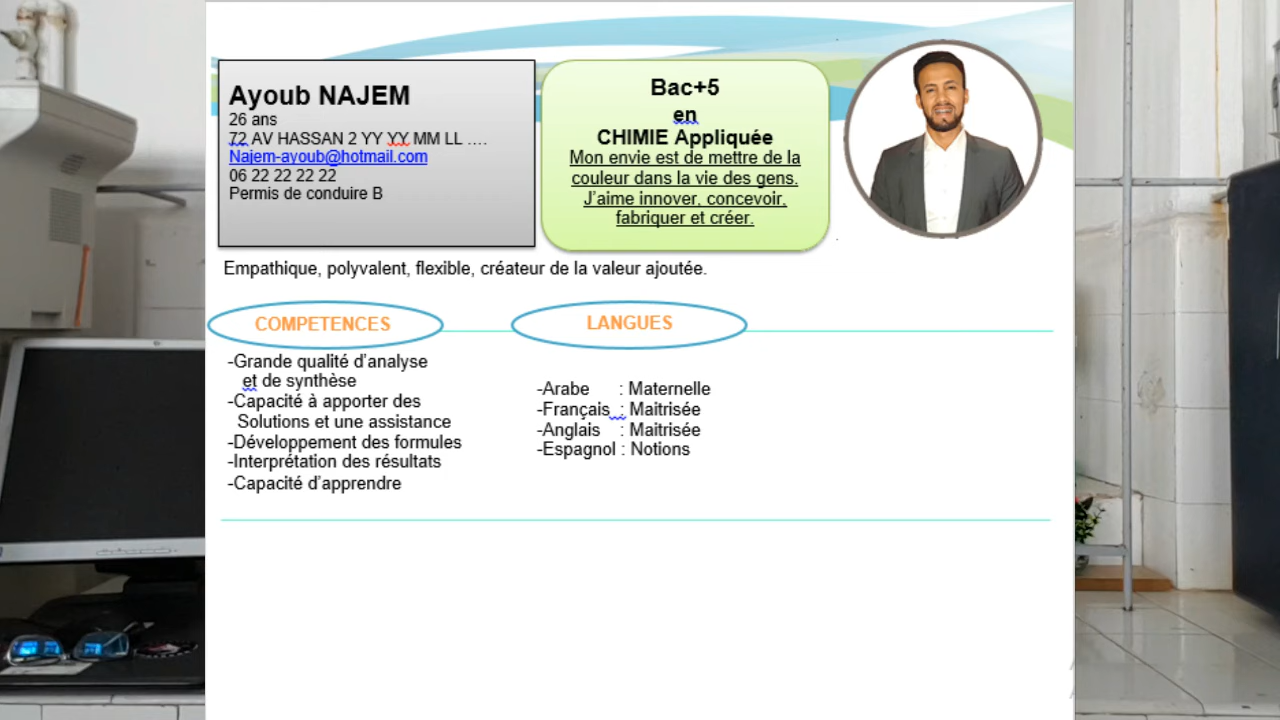 Ayoub NAJEM
26 ans
72 AV HASSAN 2 YY YY MM LL ....
Najem-ayoub@hotmail.com
06 22 22 22 22
Permis de conduire B
Bac+5
en
CHIMIE Appliquée
Mon envie est de mettre de la
couleur dans la vie des gens.
J’aime innover, concevoir,
fabriquer et créer.
Empathique, polyvalent, flexible, créateur de la valeur ajoutée.
COMPETENCES
-Grande qualité d’analyse
et de synthèse
-Capacité à apporter des
Solutions et une assistance
-Développement des formules
-Interprétation des résultats
-Capacité d’apprendre
LANGUES
-Arabe : Maternelle
-Français : Maitrisée
-Anglais : Maitrisée
-Espagnol : Notions